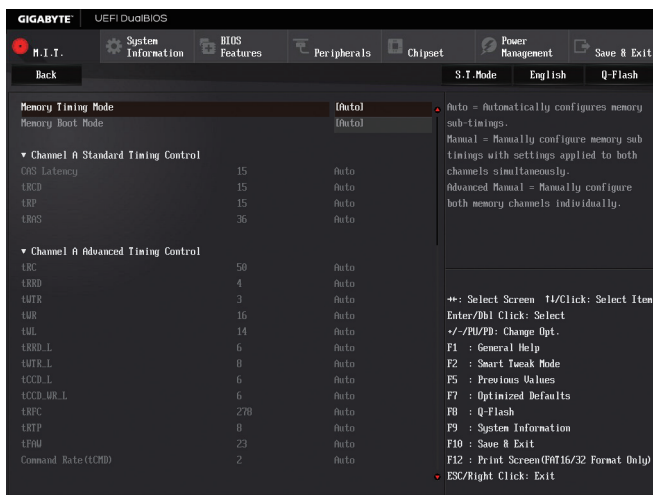 GIGABYTE™ UEFI DualBIOS
M.I.T.
System Information
BIOS Features
Peripherals
Chipset
Power Management
Save & Exit
Back
S.T.Mode English Q-Flash
Memory Timing Mode [Auto]
Memory Boot Mode [Auto]
▼ Channel A Standard Timing Control
CAS Latency 15 Auto
tRCD 15 Auto
tRP 15 Auto
tRAS 36 Auto
▼ Channel A Advanced Timing Control
tRC 50 Auto
tRRD 4 Auto
tWTR 3 Auto
tWR 16 Auto
tWL 14 Auto
tRRD_L 6 Auto
tWTR_L 8 Auto
tCCD_L 6 Auto
tCCD_WR_L 6 Auto
tRFC 278 Auto
tRTP 8 Auto
tFAW 23 Auto
Command Rate(tCMD) 2 Auto
Auto = Automatically configures memory
sub-timings.
Manual = Manually configure memory sub
timings with settings applied to both
channels simultaneously.
Advanced Manual = Manually configure
both memory channels individually.
→←: Select Screen ↑↓/Click: Select Item
Enter/Dbl Click: Select
+/-/PU/PD: Change Opt.
F1 : General Help
F2 : Smart Tweak Mode
F5 : Previous Values
F7 : Optimized Defaults
F8 : Q-Flash
F9 : System Information
F10 : Save & Exit
F12 : Print Screen(FAT16/32 Format Only)
ESC/Right Click: Exit